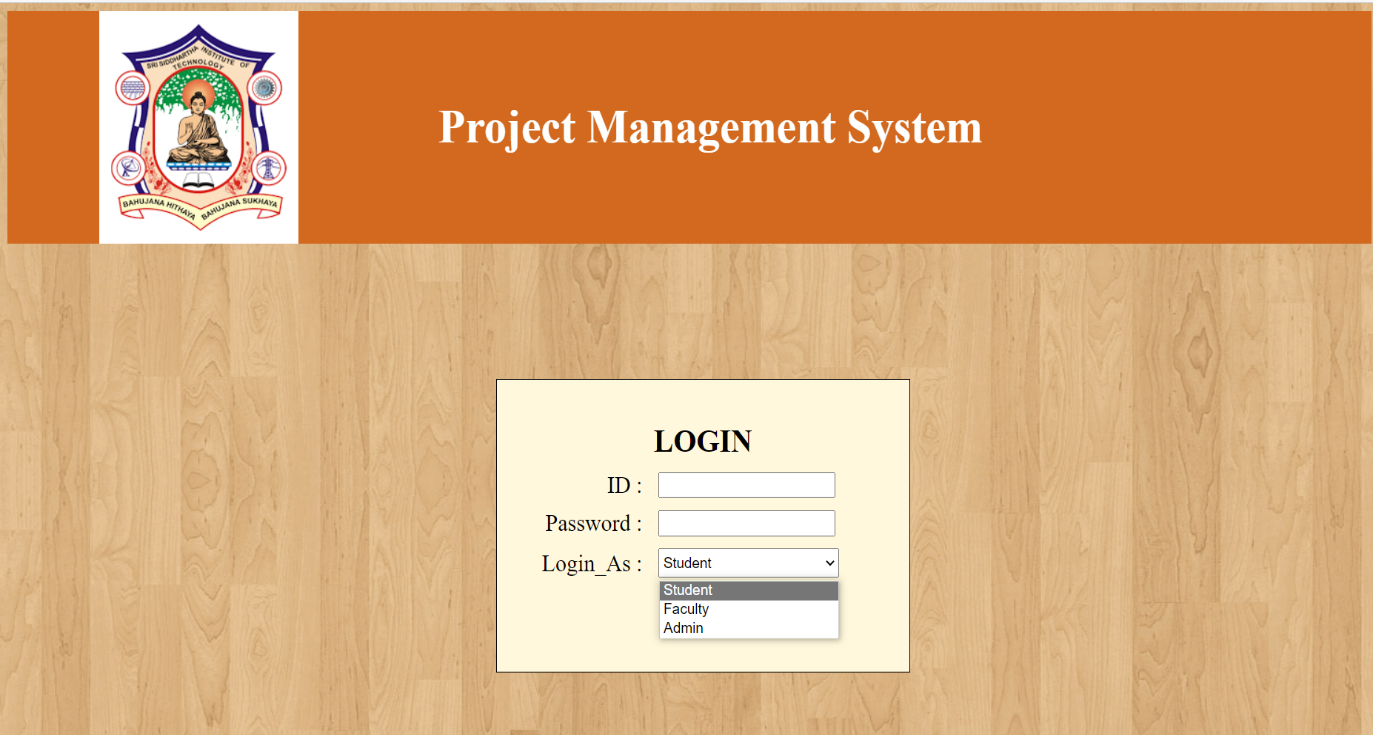 SRI SIDDHARTHA INSTITUTE OF
TECHNOLOGY
BAHUJANA HITHAYA BAHUJANA SUKHAYA
Project Management System
LOGIN
ID :
Password :
Login_As : Student
Student
Faculty
Admin